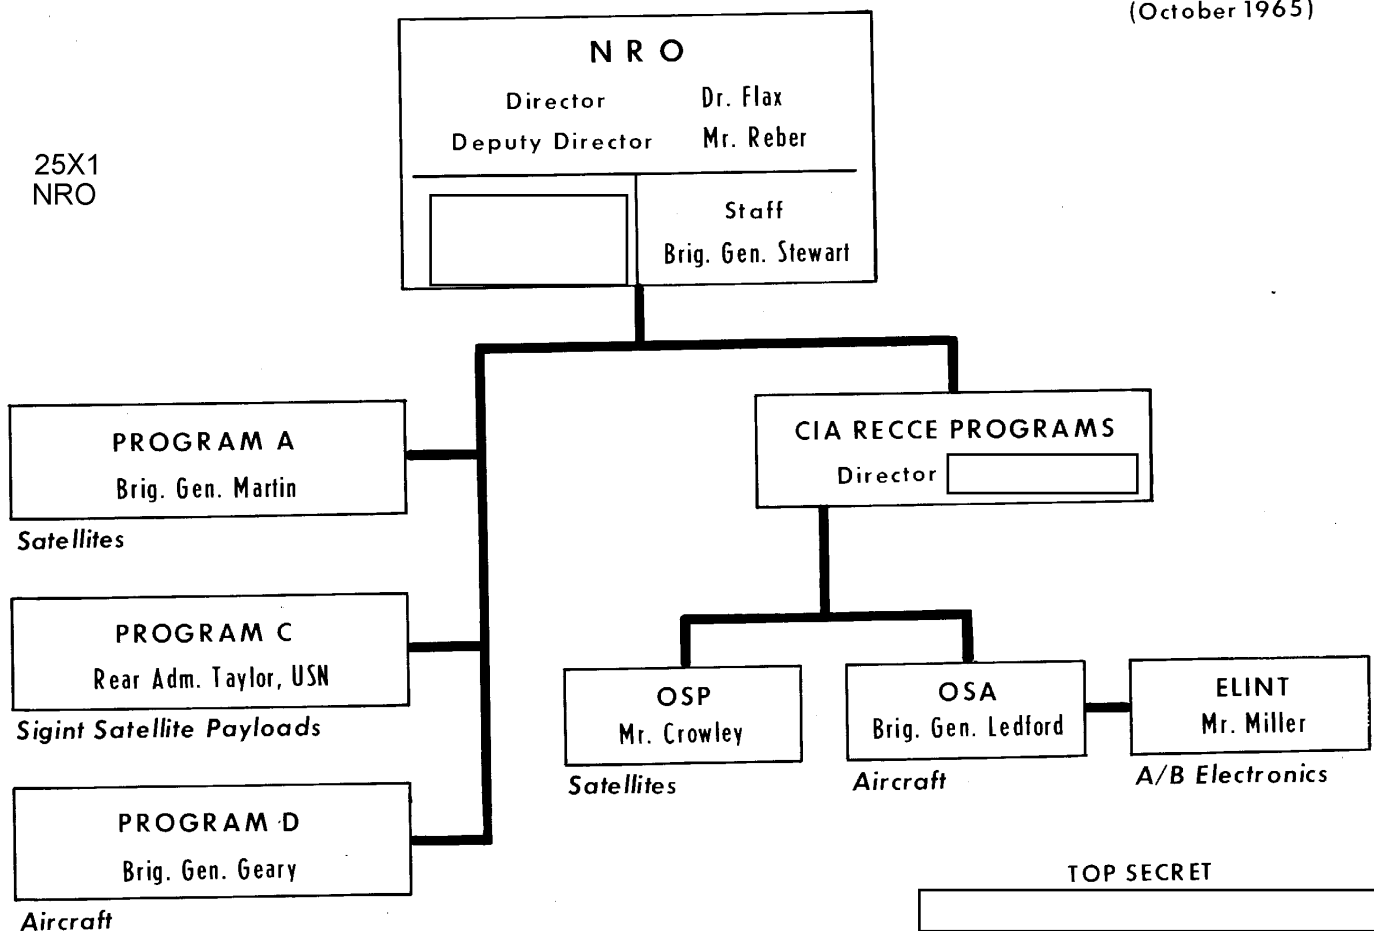 (October 1965)
NRO
Director Dr. Flax
Deputy Director Mr. Reber
25X1
NRO
Staff
Brig. Gen. Stewart
PROGRAM A
Brig. Gen. Martin
Satellites
CIA RECCE PROGRAMS
Director
PROGRAM C
Rear Adm. Taylor, USN
Sigint Satellite Payloads
OSP
Mr. Crowley
Satellites
OSA
Brig. Gen. Ledford
Aircraft
ELINT
Mr. Miller
A/B Electronics
PROGRAM D
Brig. Gen. Geary
Aircraft
TOP SECRET